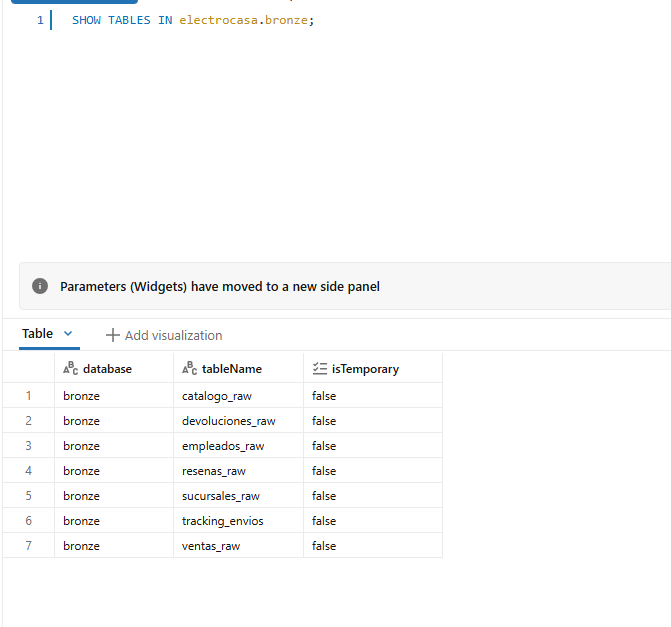 1 SHOW TABLES IN electrocasa.bronze;
Parameters (Widgets) have moved to a new side panel
Table + Add visualization
database tableName isTemporary
1 bronze catalogo_raw false
2 bronze devoluciones_raw false
3 bronze empleados_raw false
4 bronze resenas_raw false
5 bronze sucursales_raw false
6 bronze tracking_envios false
7 bronze ventas_raw false